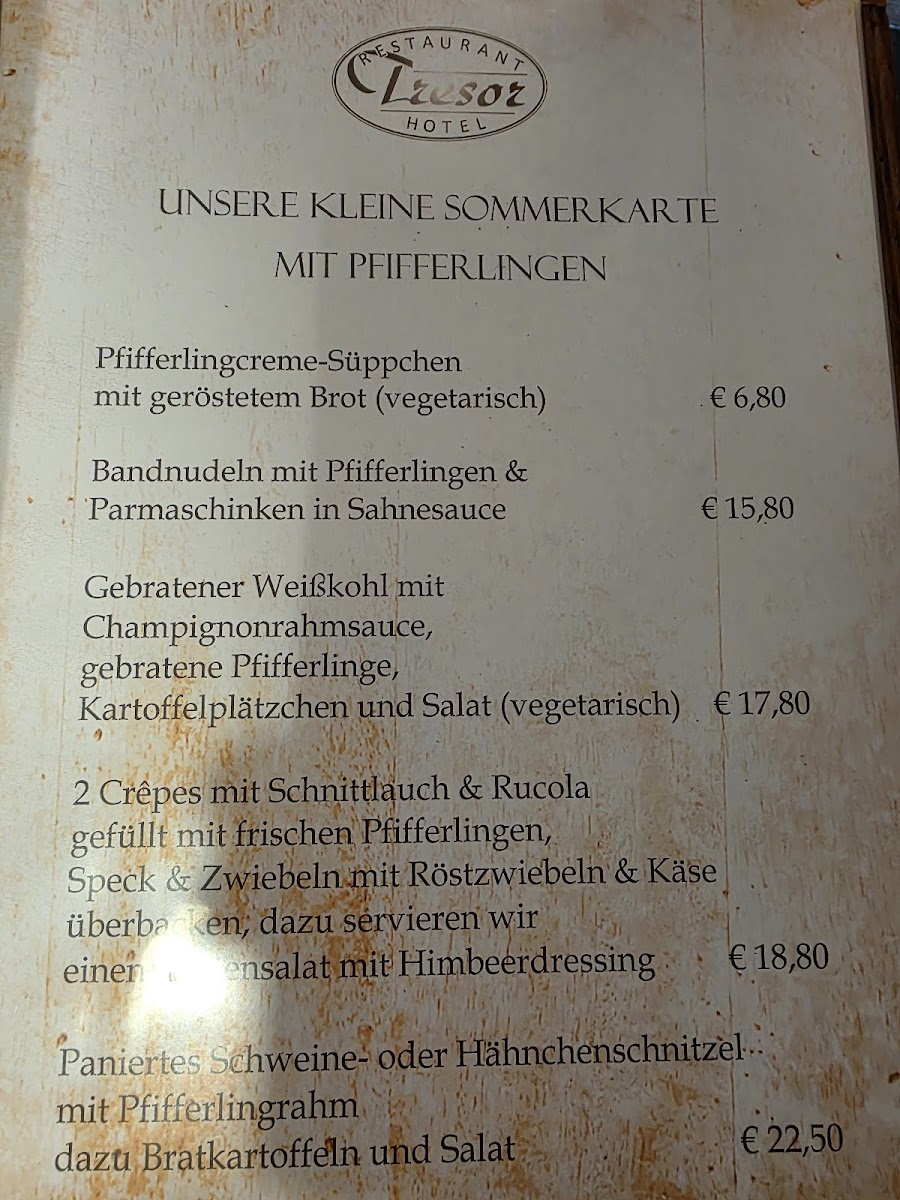 RESTAURANT
Tresor
HOTEL
UNSERE KLEINE SOMMERKARTE
MIT PFIFFERLINGEN
Pfifferlingcreme-Süppchen
mit geröstetem Brot (vegetarisch) € 6,80
Bandnudeln mit Pfifferlingen &
Parmaschinken in Sahnesauce € 15,80
Gebratener Weißkohl mit
Champignonrahmsauce,
gebratene Pfifferlinge,
Kartoffelplätzchen und Salat (vegetarisch) € 17,80
2 Crêpes mit Schnittlauch & Rucola
gefüllt mit frischen Pfifferlingen,
Speck & Zwiebeln mit Röstzwiebeln & Käse
überbacken, dazu servieren wir
einen mit Himbeerdressing € 18,80
Paniertes Schweine- oder Hähnchenschnitzel
mit Pfifferlingrahm
dazu Bratkartoffeln und Salat € 22,50